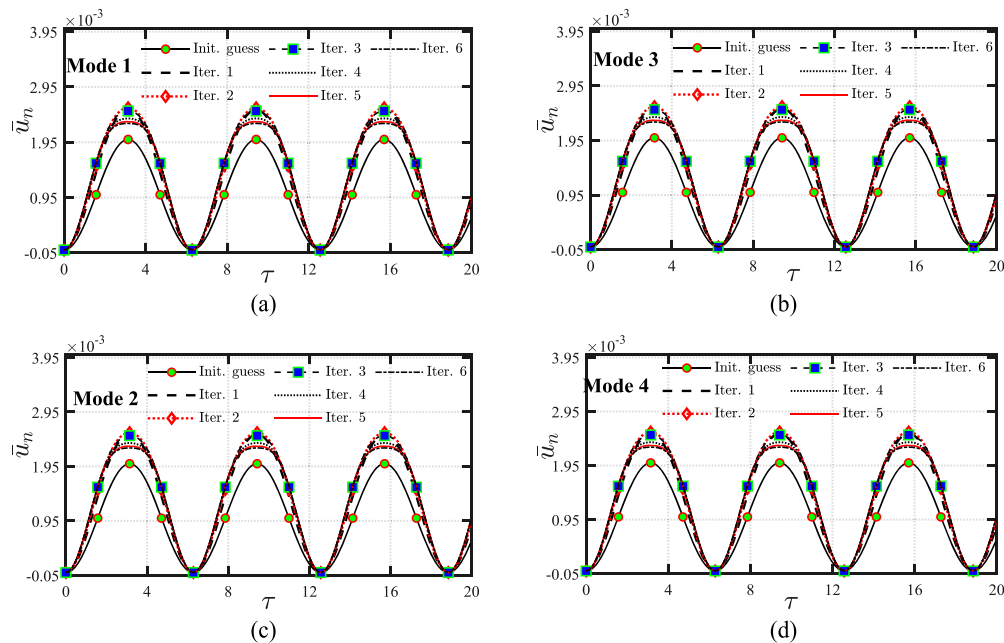 ×10⁻³
3.95
2.95
1.95
0.95
-0.05
ūₙ
Mode 1
Init. guess
Iter. 1
Iter. 2
Iter. 3
Iter. 4
Iter. 5
Iter. 6
0 4 8 12 16 20
τ
(a)
×10⁻³
3.95
2.95
1.95
0.95
-0.05
ūₙ
Mode 3
Init. guess
Iter. 1
Iter. 2
Iter. 3
Iter. 4
Iter. 5
Iter. 6
0 4 8 12 16 20
τ
(b)
×10⁻³
3.95
2.95
1.95
0.95
-0.05
ūₙ
Mode 2
Init. guess
Iter. 1
Iter. 2
Iter. 3
Iter. 4
Iter. 5
Iter. 6
0 4 8 12 16 20
τ
(c)
×10⁻³
3.95
2.95
1.95
0.95
-0.05
ūₙ
Mode 4
Init. guess
Iter. 1
Iter. 2
Iter. 3
Iter. 4
Iter. 5
Iter. 6
0 4 8 12 16 20
τ
(d)